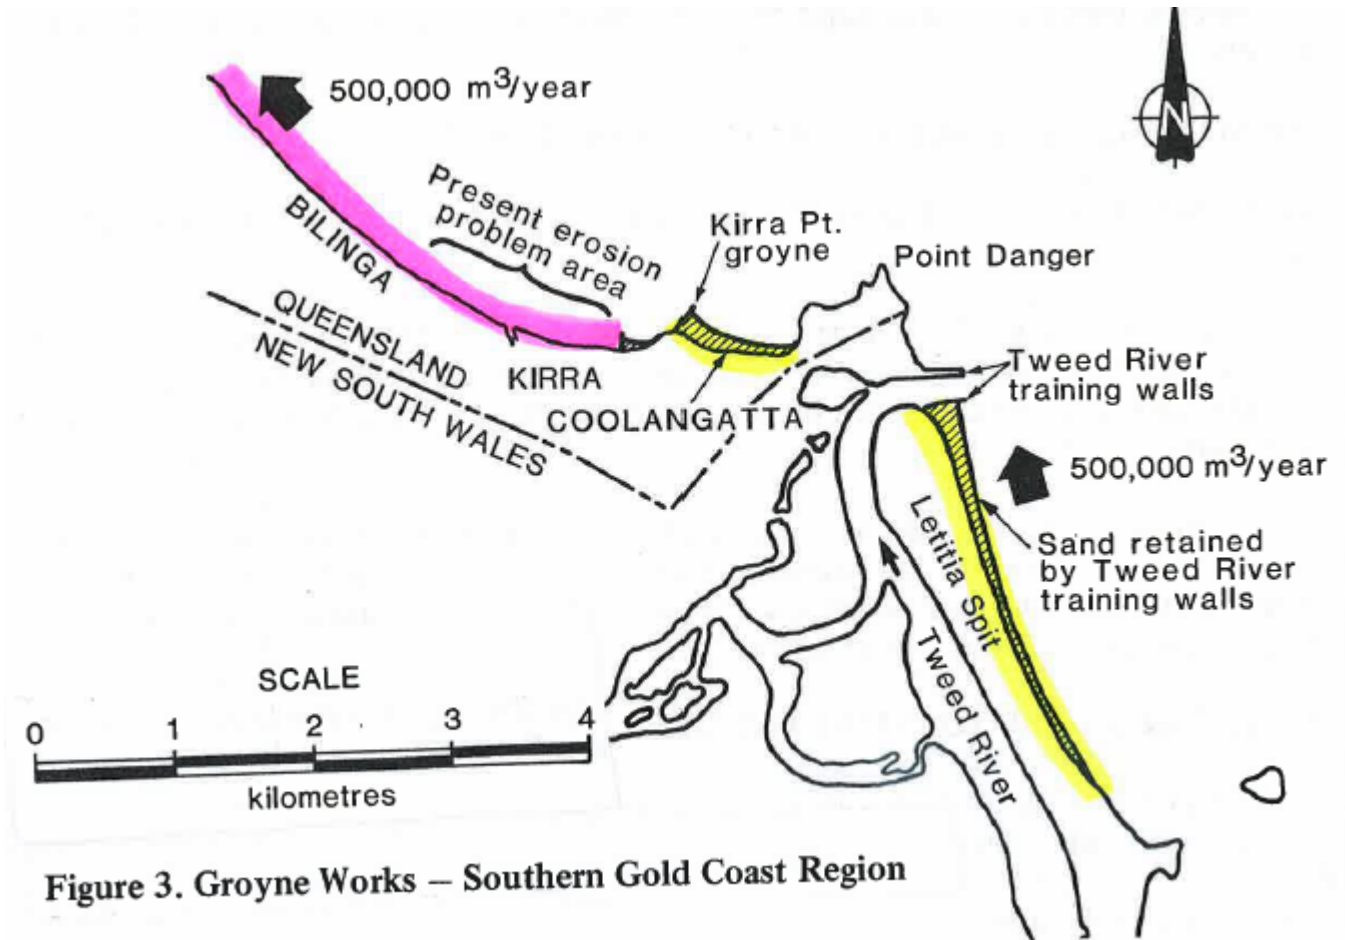 500,000 m³/year
Present erosion
problem area
Kirra Pt.
groyne
Point Danger
BILINGA
QUEENSLAND
NEW SOUTH WALES
KIRRA
COOLANGATTA
N
Tweed River
training walls
500,000 m³/year
Sand retained
by Tweed River
training walls
Letitia Spit
Tweed River
SCALE
0 1 2 3 4
kilometres
Figure 3. Groyne Works – Southern Gold Coast Region